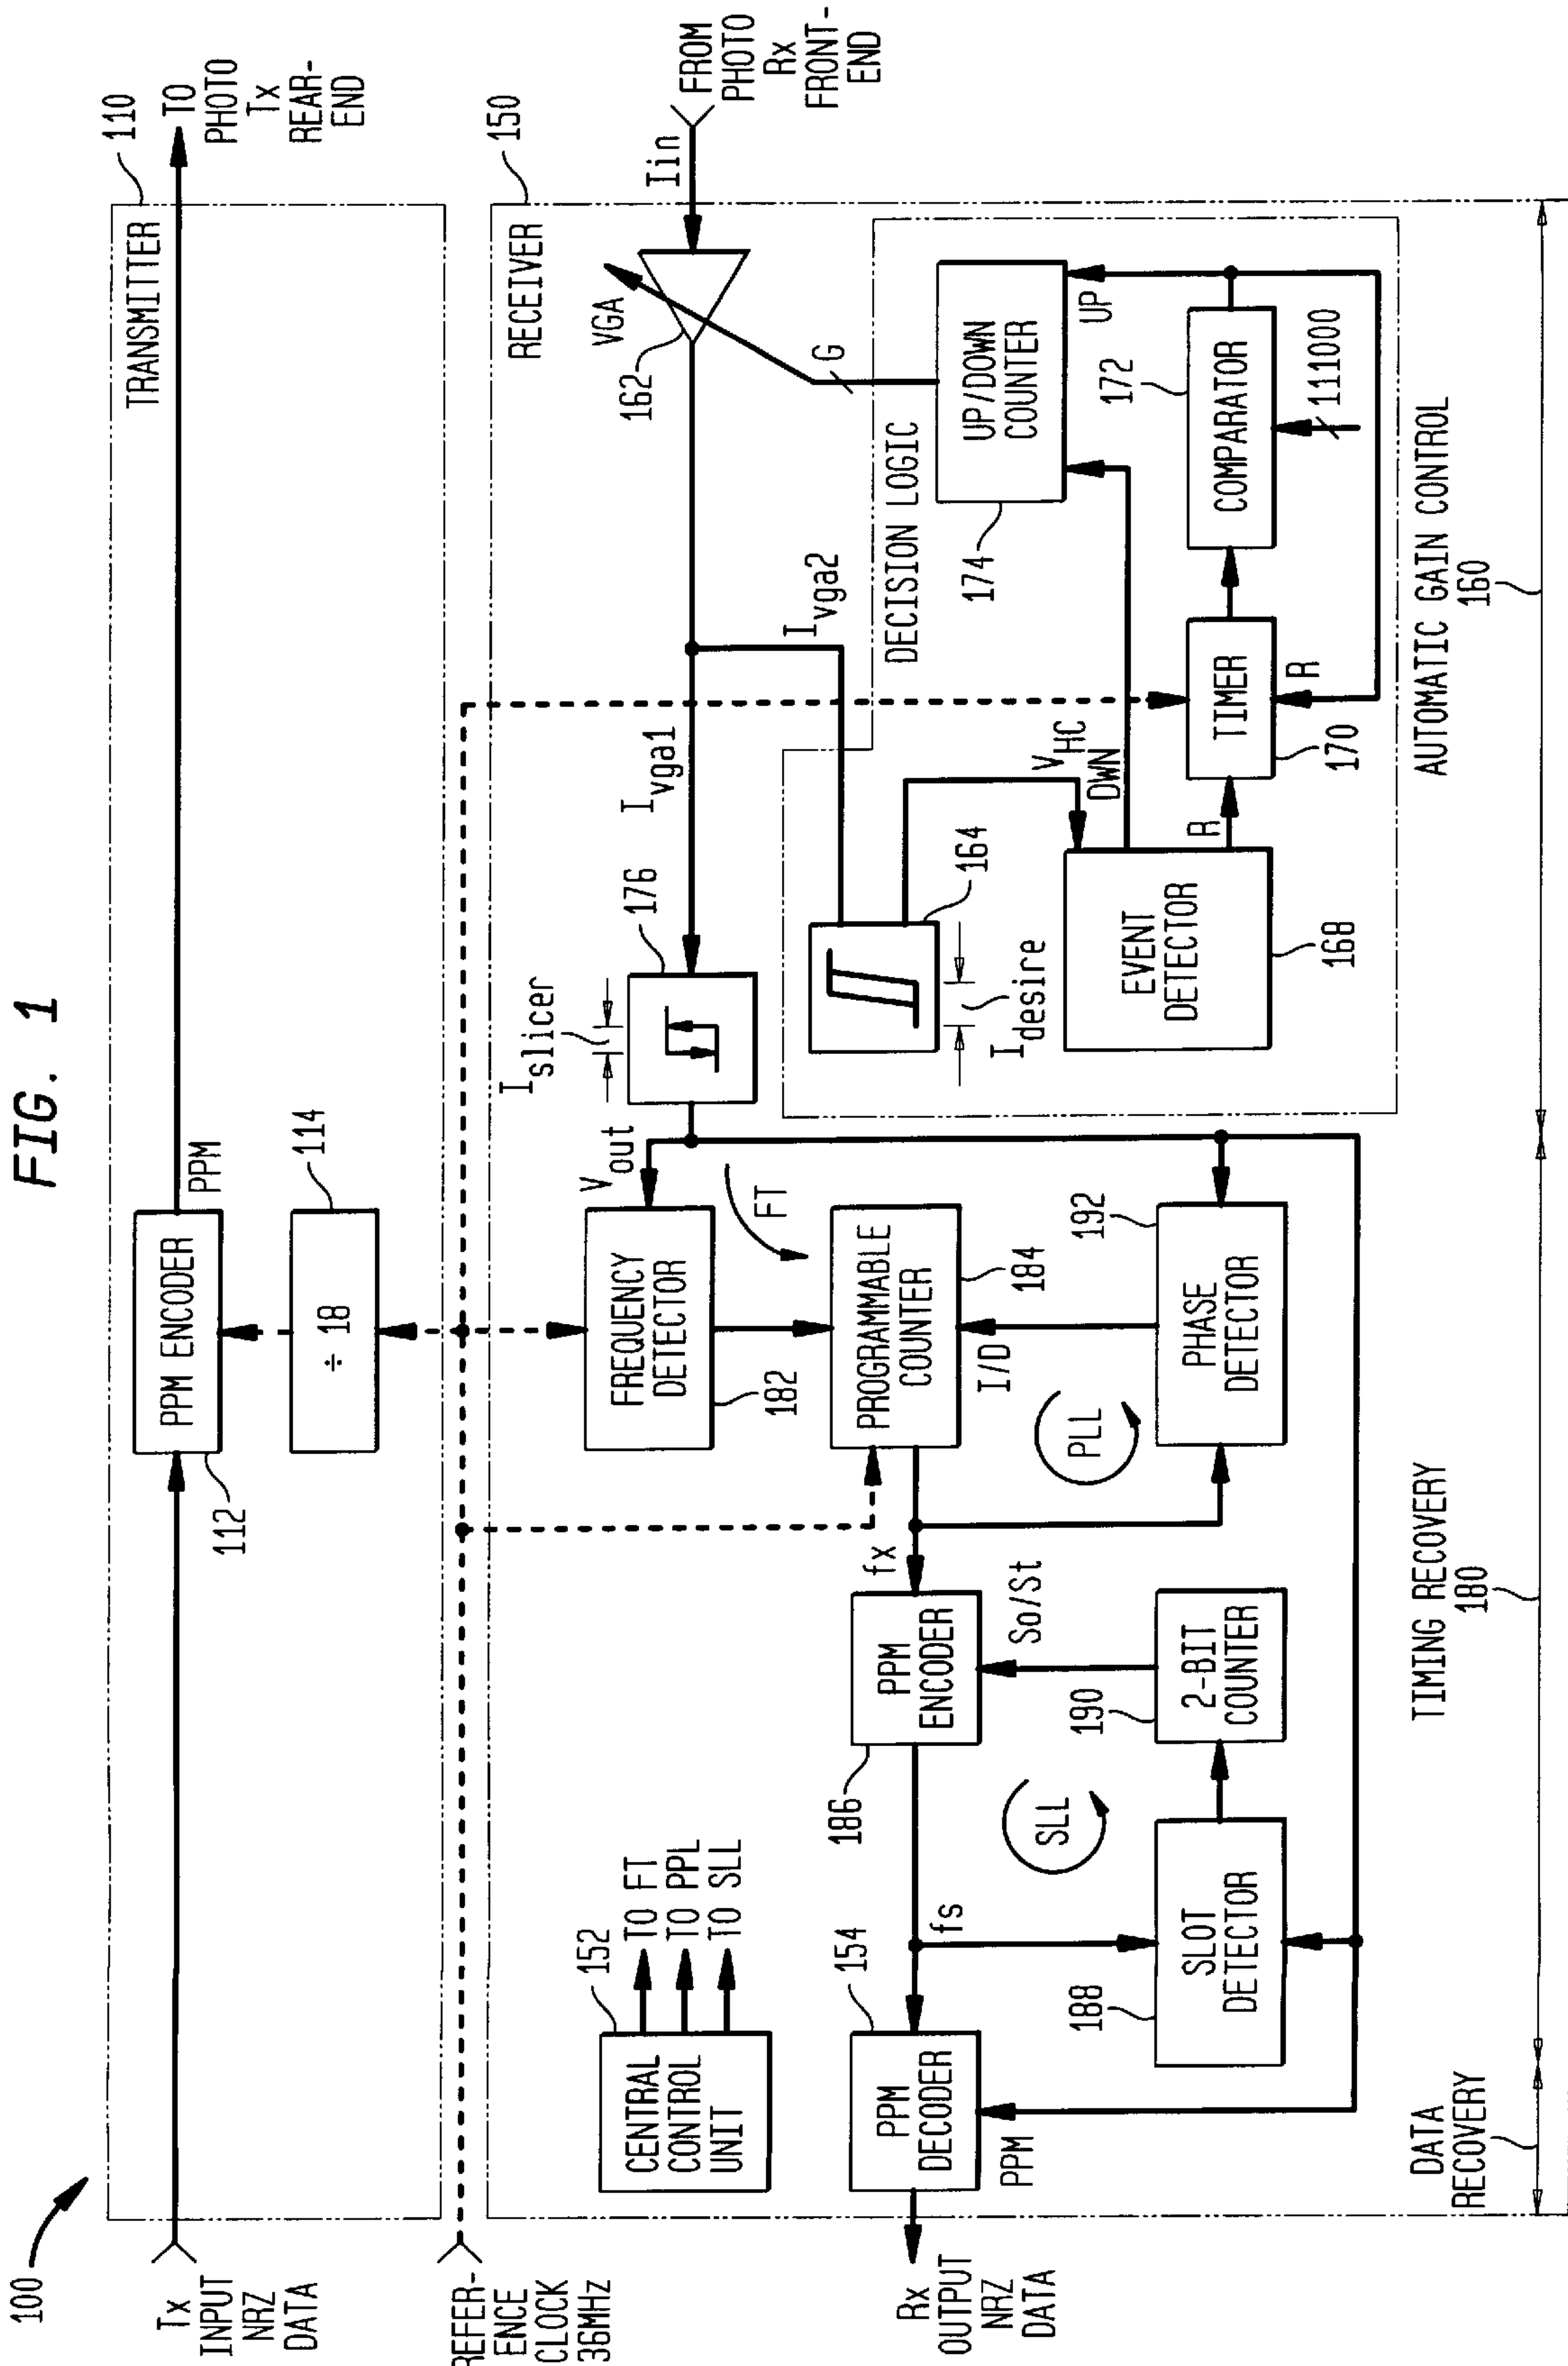 FIG. 1
100
TRANSMITTER
110
TO
PHOTO
Tx
REAR-
END
Tx
INPUT
NRZ
DATA
PPM ENCODER
112
PPM
÷ 18
114
REFER-
ENCE
CLOCK
36MHz
RECEIVER
150
FROM
PHOTO
Rx
FRONT-
END
Iin
VGA
162
G
Ivga1
Ivga2
Islicer
176
Vout
FREQUENCY
DETECTOR
182
FT
CENTRAL
CONTROL
UNIT
152
TO FT
TO PPL
TO SLL
PROGRAMMABLE
COUNTER
184
fx
I/D
PLL
PHASE
DETECTOR
192
PPM
ENCODER
186
So/St
2-BIT
COUNTER
190
SLL
SLOT
DETECTOR
188
fs
PPM
DECODER
154
PPM
Rx
OUTPUT
NRZ
DATA
DECISION LOGIC
164
Idesire
VHC
EVENT
DETECTOR
168
DWN
R
TIMER
170
R
COMPARATOR
172
111000
UP/DOWN
COUNTER
174
UP
DATA
RECOVERY
TIMING RECOVERY
180
AUTOMATIC GAIN CONTROL
160